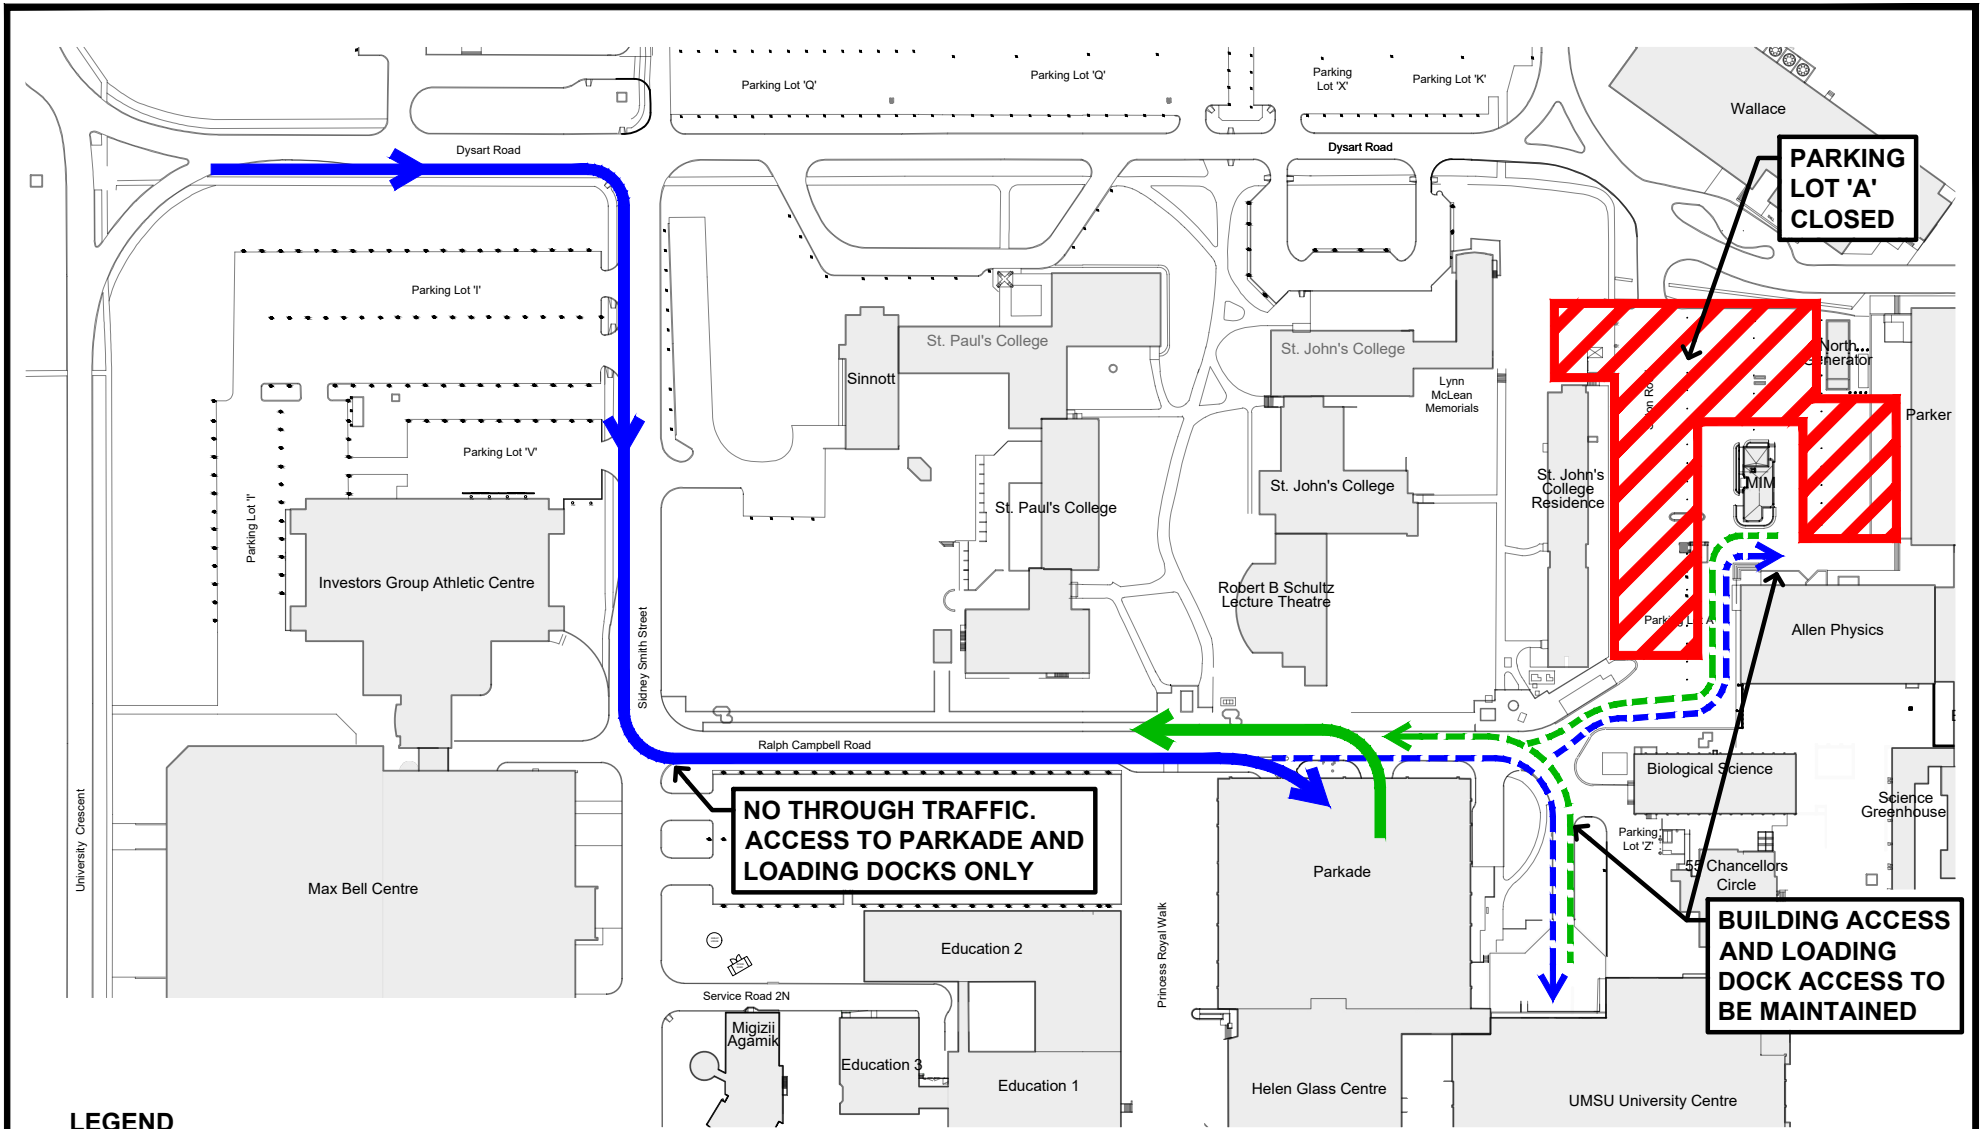 Parking Lot 'Q'
Parking Lot 'Q'
Parking
Lot 'X'
Parking Lot 'K'
Wallace
Dysart Road
Dysart Road
PARKING
LOT 'A'
CLOSED
Parking Lot 'I'
St. Paul's College
St. John's College
North...
Generator
Sinnott
Lynn
McLean
Memorials
Parker
Parking Lot 'V'
St. John's
College
Residence
MIM
St. John's College
St. Paul's College
Parking Lot 'I'
Investors Group Athletic Centre
Robert B Schultz
Lecture Theatre
Allen Physics
Sidney Smith Street
Ralph Campbell Road
Biological Science
Science
Greenhouse
NO THROUGH TRAFFIC.
ACCESS TO PARKADE AND
LOADING DOCKS ONLY
University Crescent
Parking
Lot 'Z'
55 Chancellors
Circle
Max Bell Centre
Parkade
BUILDING ACCESS
AND LOADING
DOCK ACCESS TO
BE MAINTAINED
Education 2
Princess Royal Walk
Service Road 2N
Migizii
Agamik
Education 3
Education 1
Helen Glass Centre
UMSU University Centre
LEGEND